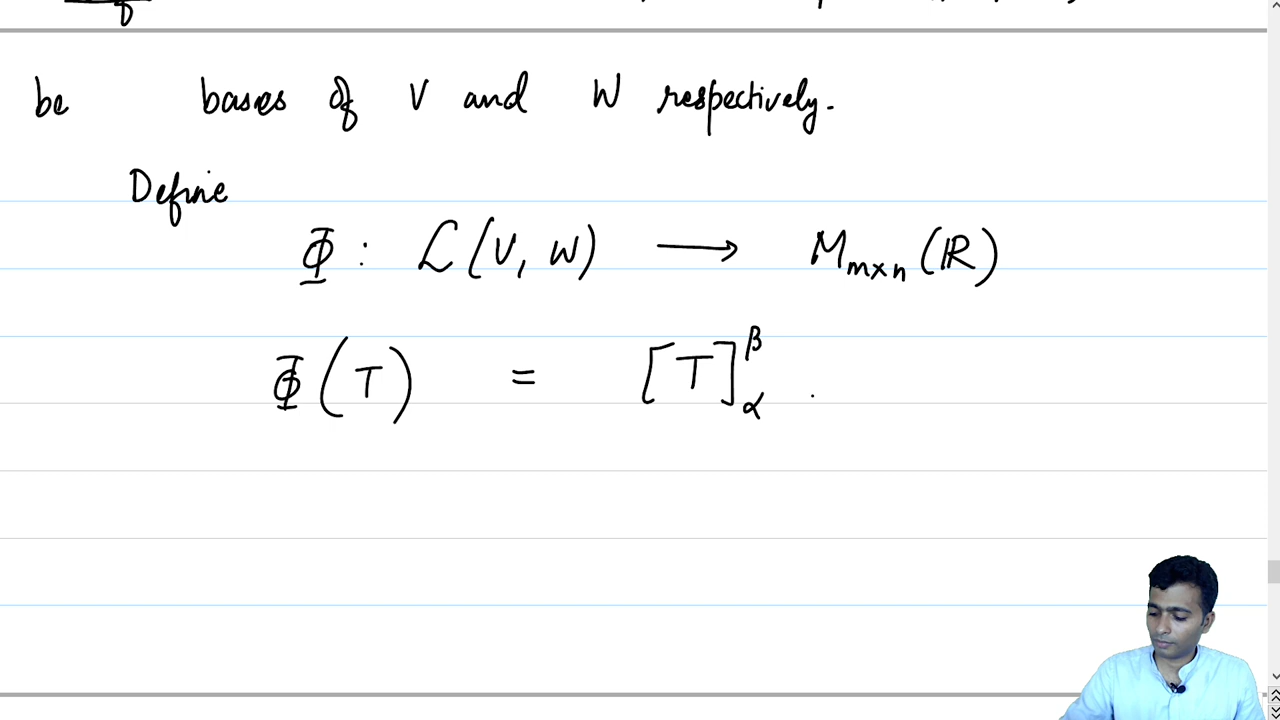 be bases of V and W respectively.
Define
Φ : ℒ(V, W) ⟶ M_{m×n}(ℝ)
Φ(T) = [T]_α^β .